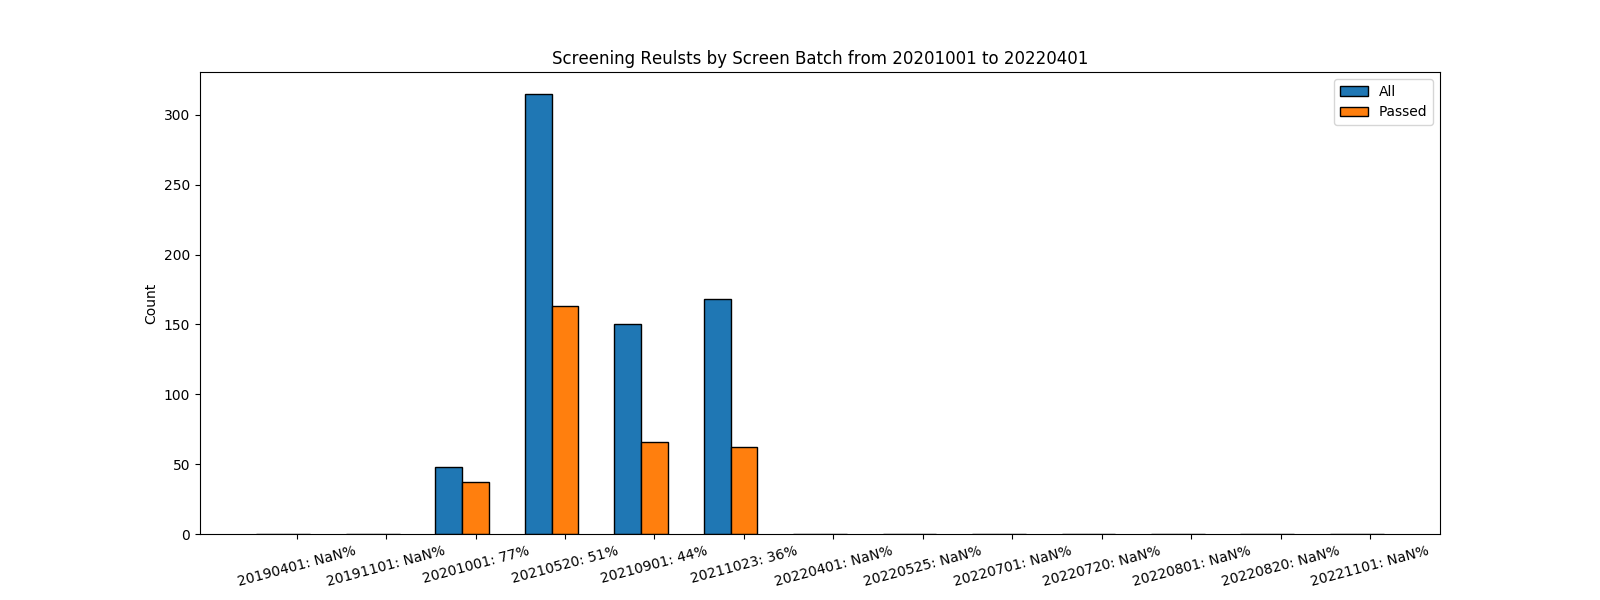 Screening Reulsts by Screen Batch from 20201001 to 20220401
All
Passed
Count
300
250
200
150
100
50
0
20190401: NaN%
20191101: NaN%
20201001: 77%
20210520: 51%
20210901: 44%
20211023: 36%
20220401: NaN%
20220525: NaN%
20220701: NaN%
20220720: NaN%
20220801: NaN%
20220820: NaN%
20221101: NaN%